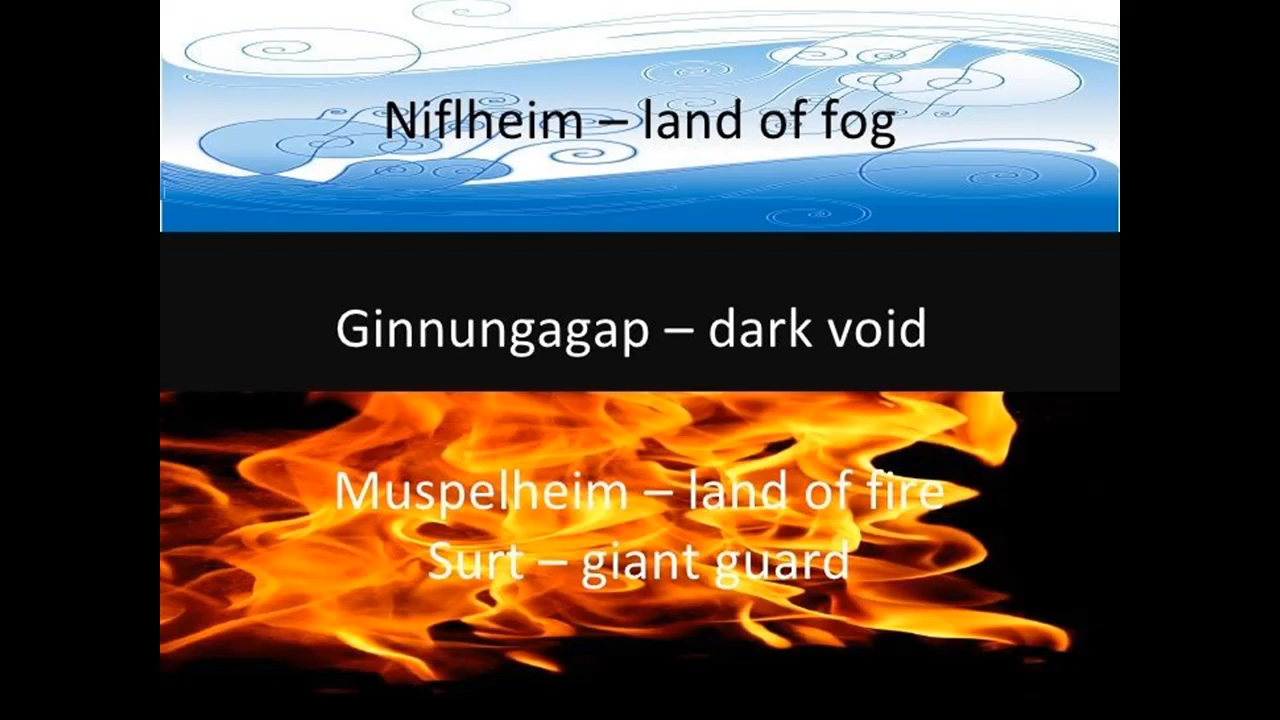 Niflheim – land of fog
Ginnungagap – dark void
Muspelheim – land of fire
Surt – giant guard